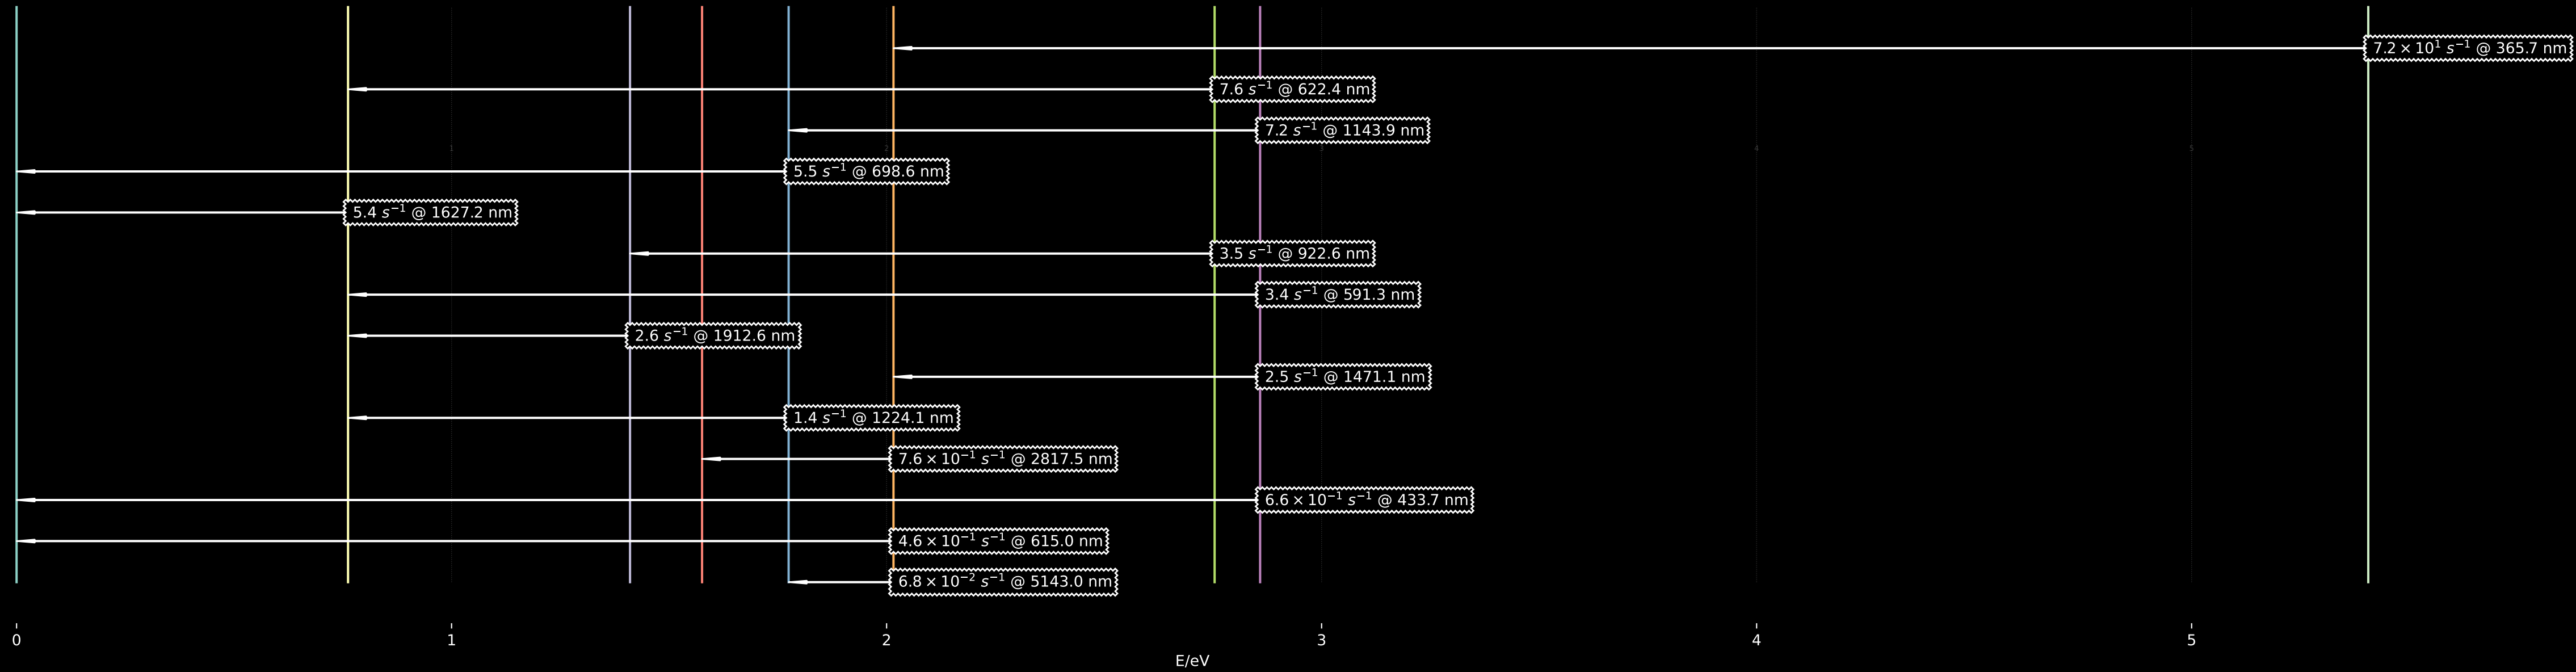 7.2 × 10¹ s⁻¹ @ 365.7 nm
7.6 s⁻¹ @ 622.4 nm
7.2 s⁻¹ @ 1143.9 nm
1 2 3 4 5
5.5 s⁻¹ @ 698.6 nm
5.4 s⁻¹ @ 1627.2 nm
3.5 s⁻¹ @ 922.6 nm
3.4 s⁻¹ @ 591.3 nm
2.6 s⁻¹ @ 1912.6 nm
2.5 s⁻¹ @ 1471.1 nm
1.4 s⁻¹ @ 1224.1 nm
7.6 × 10⁻¹ s⁻¹ @ 2817.5 nm
6.6 × 10⁻¹ s⁻¹ @ 433.7 nm
4.6 × 10⁻¹ s⁻¹ @ 615.0 nm
6.8 × 10⁻² s⁻¹ @ 5143.0 nm
0 1 2 3 4 5
E/eV